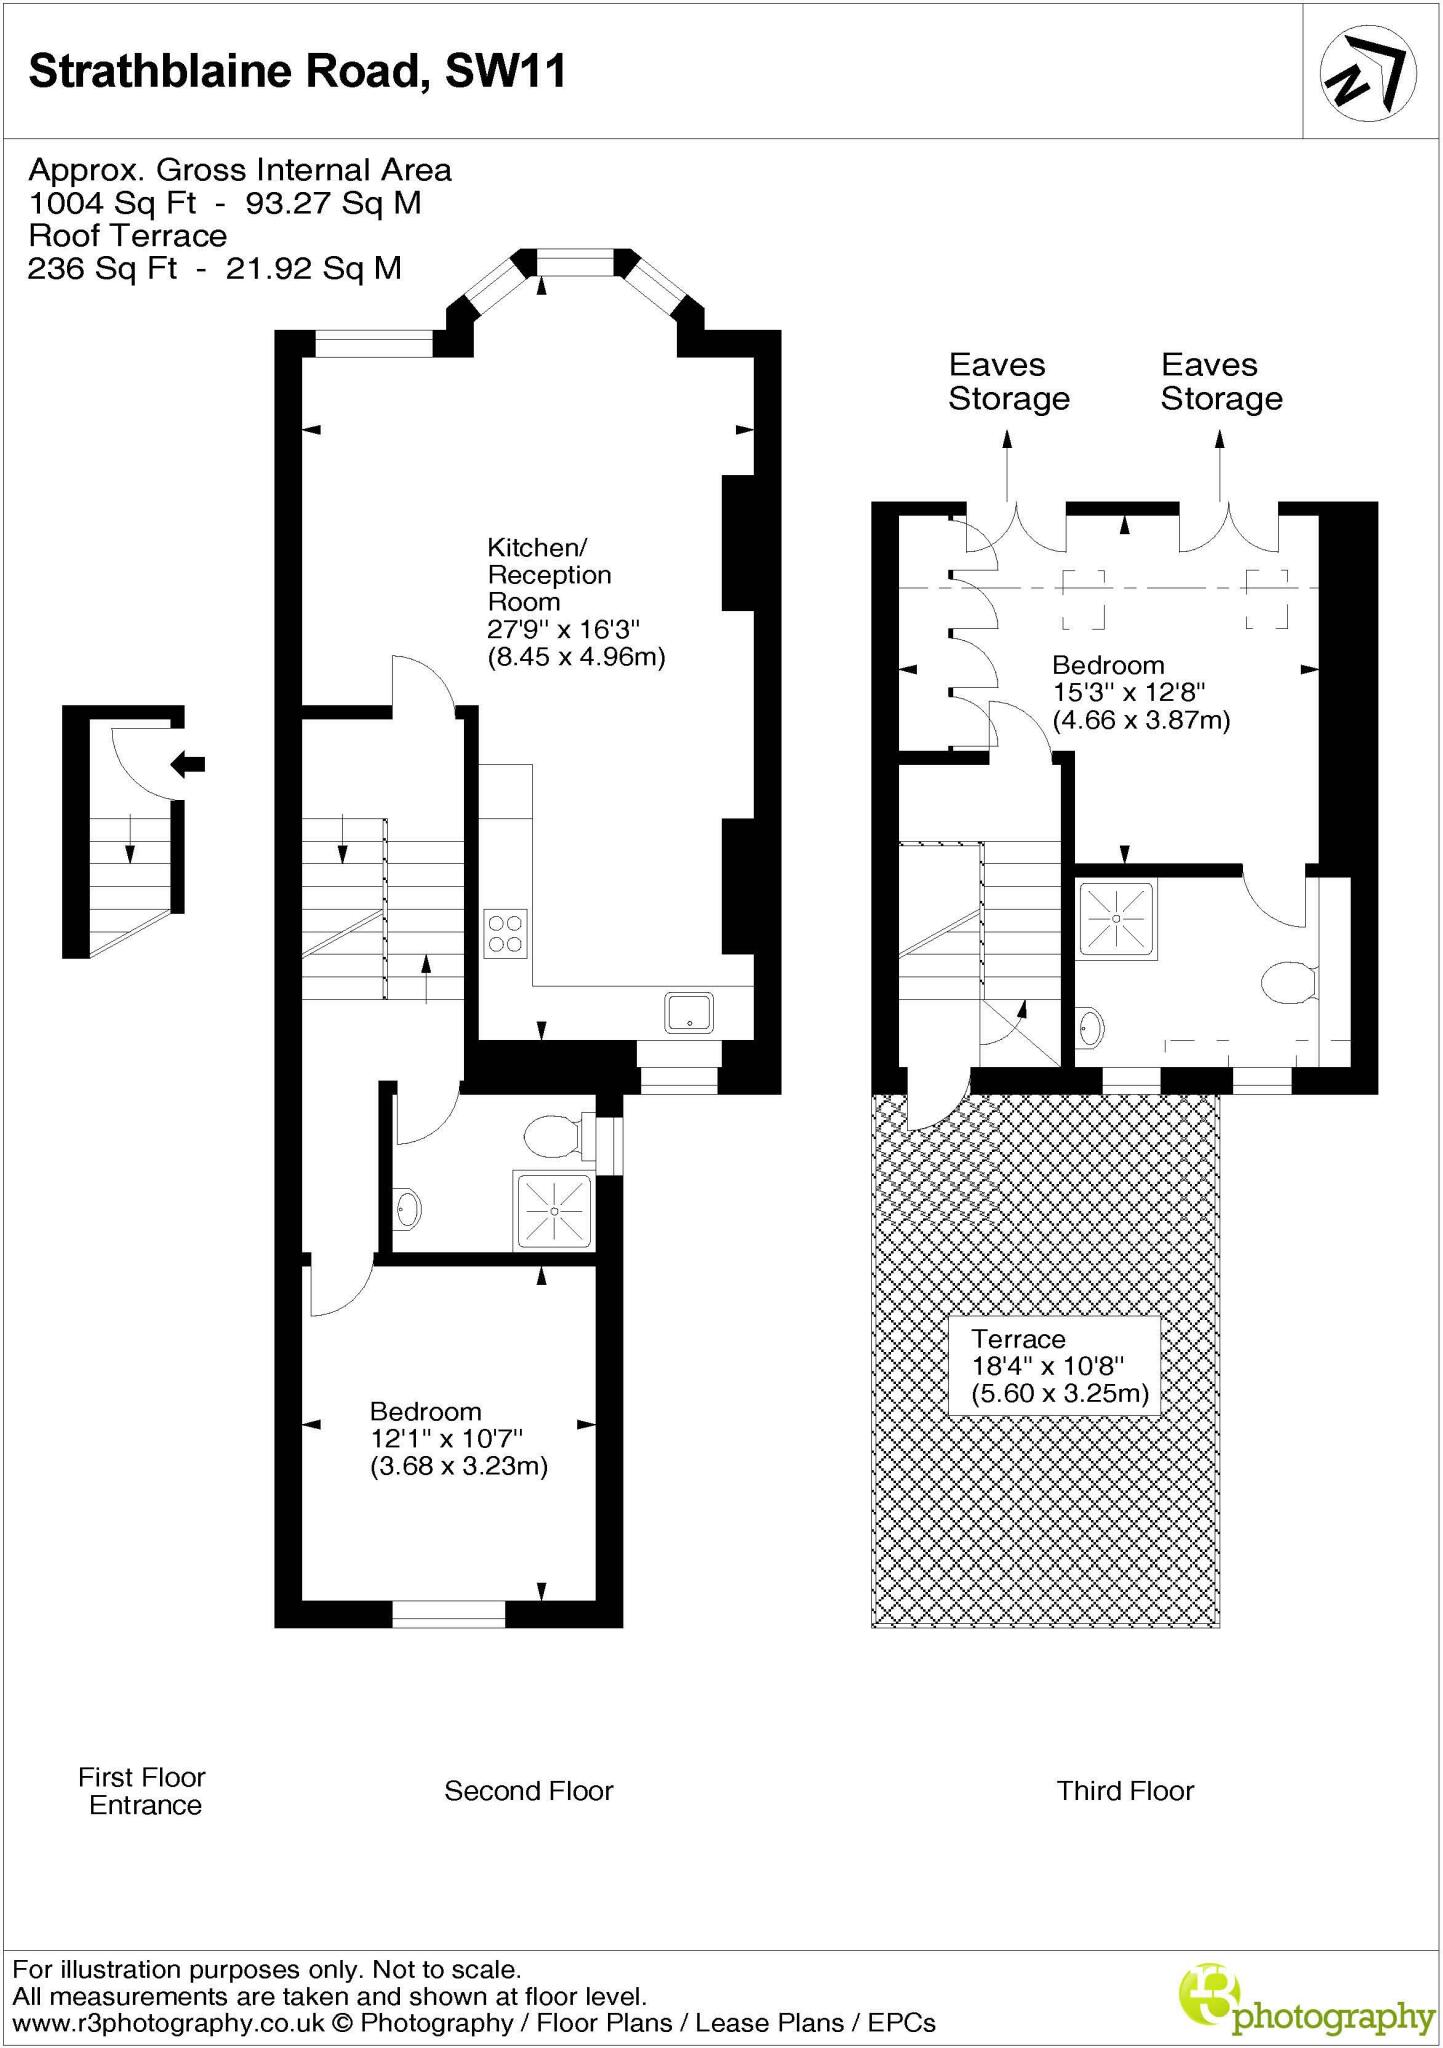 Strathblaine Road, SW11
N
Approx. Gross Internal Area
1004 Sq Ft - 93.27 Sq M
Roof Terrace
236 Sq Ft - 21.92 Sq M
Eaves
Storage
Eaves
Storage
Kitchen/
Reception
Room
27'9" x 16'3"
(8.45 x 4.96m)
Bedroom
15'3" x 12'8"
(4.66 x 3.87m)
Terrace
18'4" x 10'8"
(5.60 x 3.25m)
Bedroom
12'1" x 10'7"
(3.68 x 3.23m)
First Floor
Entrance
Second Floor
Third Floor
For illustration purposes only. Not to scale.
All measurements are taken and shown at floor level.
www.r3photography.co.uk © Photography / Floor Plans / Lease Plans / EPCs
r3 photography